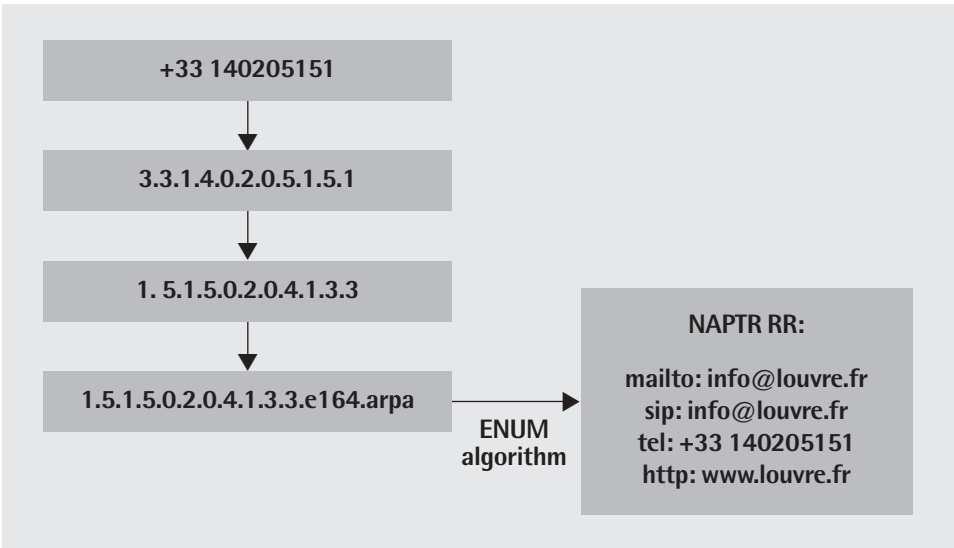 +33 140205151
3.3.1.4.0.2.0.5.1.5.1
1. 5.1.5.0.2.0.4.1.3.3
1.5.1.5.0.2.0.4.1.3.3.e164.arpa
ENUM
algorithm
NAPTR RR:
mailto: info@louvre.fr
sip: info@louvre.fr
tel: +33 140205151
http: www.louvre.fr